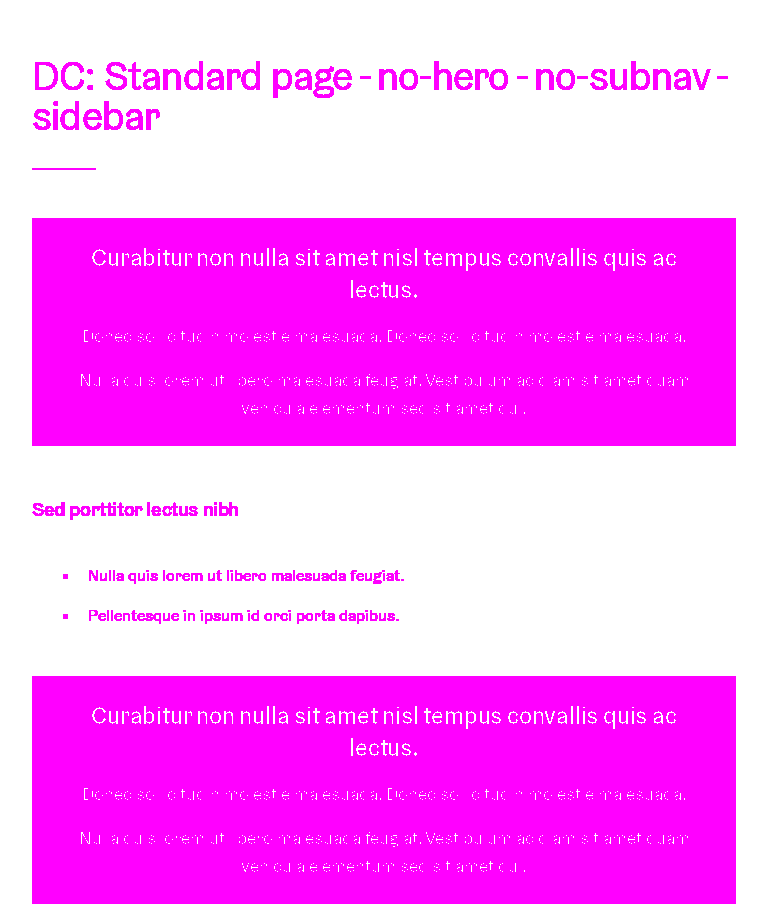 DC: Standard page - no-hero - no-subnav -
sidebar
Curabitur non nulla sit amet nisl tempus convallis quis ac
lectus.
Donec sollicitudin molestie malesuada. Donec sollicitudin molestie malesuada.
Nulla quis lorem ut libero malesuada feugiat. Vestibulum ac diam sit amet quam
vehicula elementum sed sit amet dui.
Sed porttitor lectus nibh
▪ Nulla quis lorem ut libero malesuada feugiat.
▪ Pellentesque in ipsum id orci porta dapibus.
Curabitur non nulla sit amet nisl tempus convallis quis ac
lectus.
Donec sollicitudin molestie malesuada. Donec sollicitudin molestie malesuada.
Nulla quis lorem ut libero malesuada feugiat. Vestibulum ac diam sit amet quam
vehicula elementum sed sit amet dui.